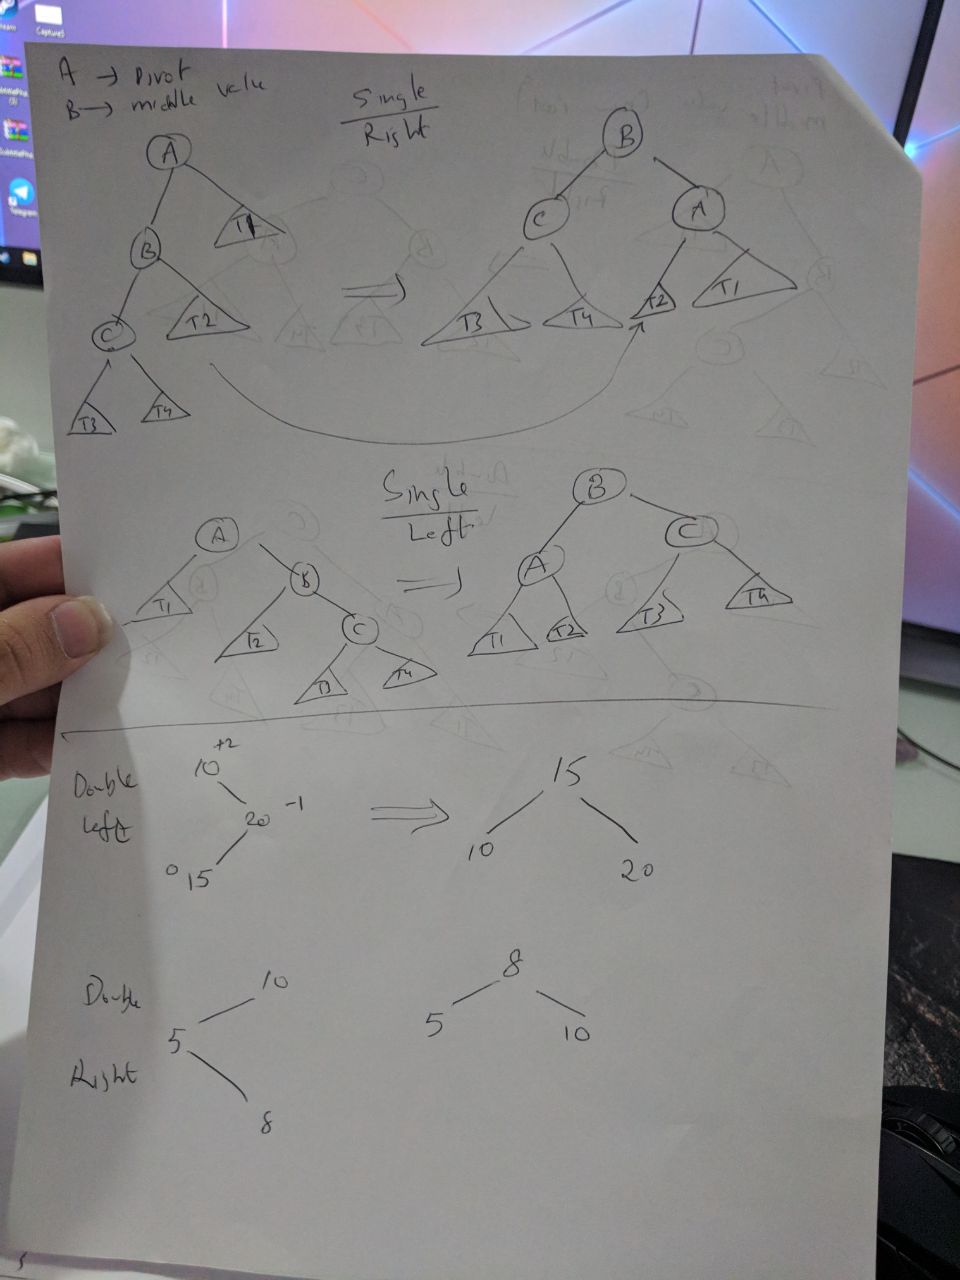 Capture5
Telegram
A → Pivot
B → middle value
Single
Right
A
T1
B
T2
C
T3
T4
⇒
B
C
A
T3
T4
T2
T1
Single
Left
A
T1
B
T2
C
T3
T4
⇒
B
A
C
T1
T2
T3
T4
Double
Left
10 +2
20 -1
0 15
⇒
15
10
20
Double
Right
10
5
8
8
5
10